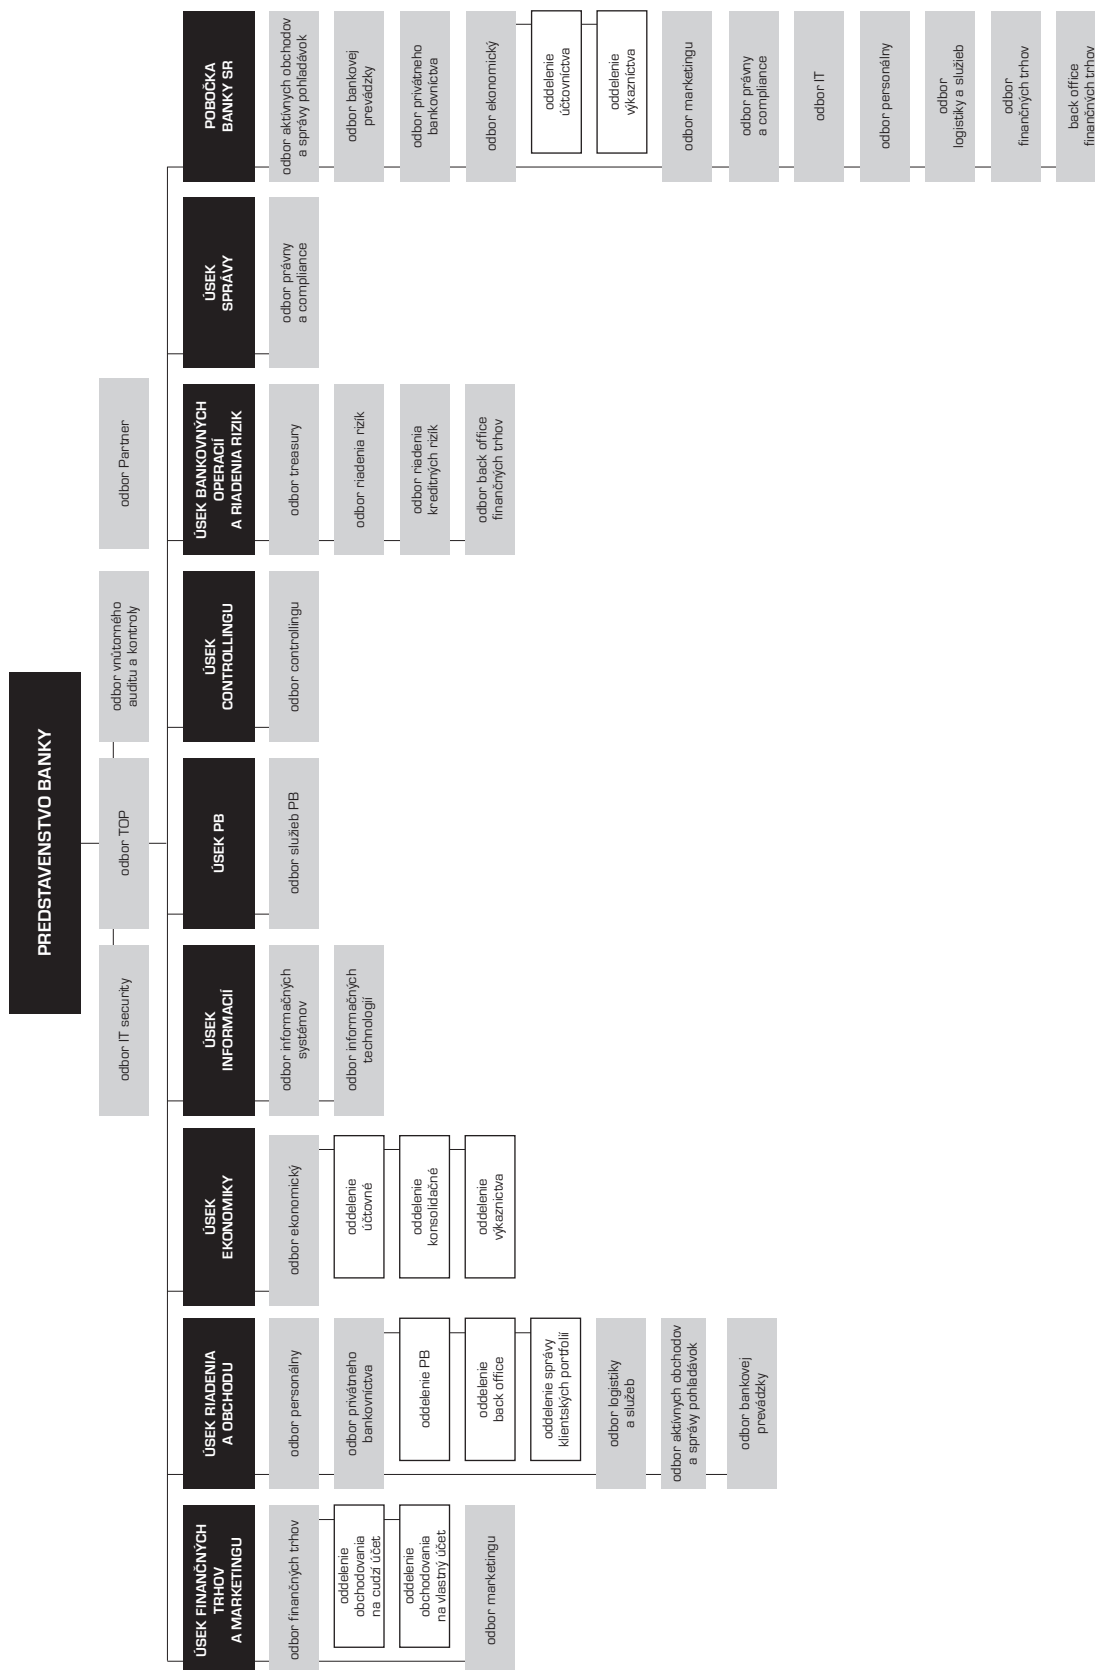 PREDSTAVENSTVO BANKY
odbor IT security
odbor TOP
odbor vnútorného
auditu a kontroly
odbor Partner
ÚSEK FINANČNÝCH
TRHOV
A MARKETINGU
odbor finančných trhov
oddelenie
obchodovania
na cudzí účet
oddelenie
obchodovania
na vlastný účet
odbor marketingu
ÚSEK RIADENIA
A OBCHODU
odbor personálny
odbor privátneho
bankovníctva
oddelenie PB
oddelenie
back office
oddelenie správy
klientských portfolií
odbor logistiky
a služieb
odbor aktívnych obchodov
a správy pohľadávok
odbor bankovej
prevádzky
ÚSEK
EKONOMIKY
odbor ekonomický
oddelenie
účtovné
oddelenie
konsolidačné
oddelenie
výkazníctva
ÚSEK
INFORMACIÍ
odbor informačných
systémov
odbor informačných
technologií
ÚSEK PB
odbor služieb PB
ÚSEK
CONTROLLINGU
odbor controllingu
ÚSEK BANKOVNÝCH
OPERACIÍ
A RIADENIA RIZIK
odbor treasury
odbor riadenia rizík
odbor riadenia
kreditných rizík
odbor back office
finančných trhov
ÚSEK
SPRÁVY
odbor právny
a compliance
POBOČKA
BANKY SR
odbor aktívnych obchodov
a správy pohľadávok
odbor bankovej
prevádzky
odbor privátneho
bankovníctva
odbor ekonomický
oddelenie
účtovníctva
oddelenie
výkazníctva
odbor marketingu
odbor právny
a compliance
odbor IT
odbor personálny
odbor
logistiky a služieb
odbor
finančných trhov
back office
finančných trhov